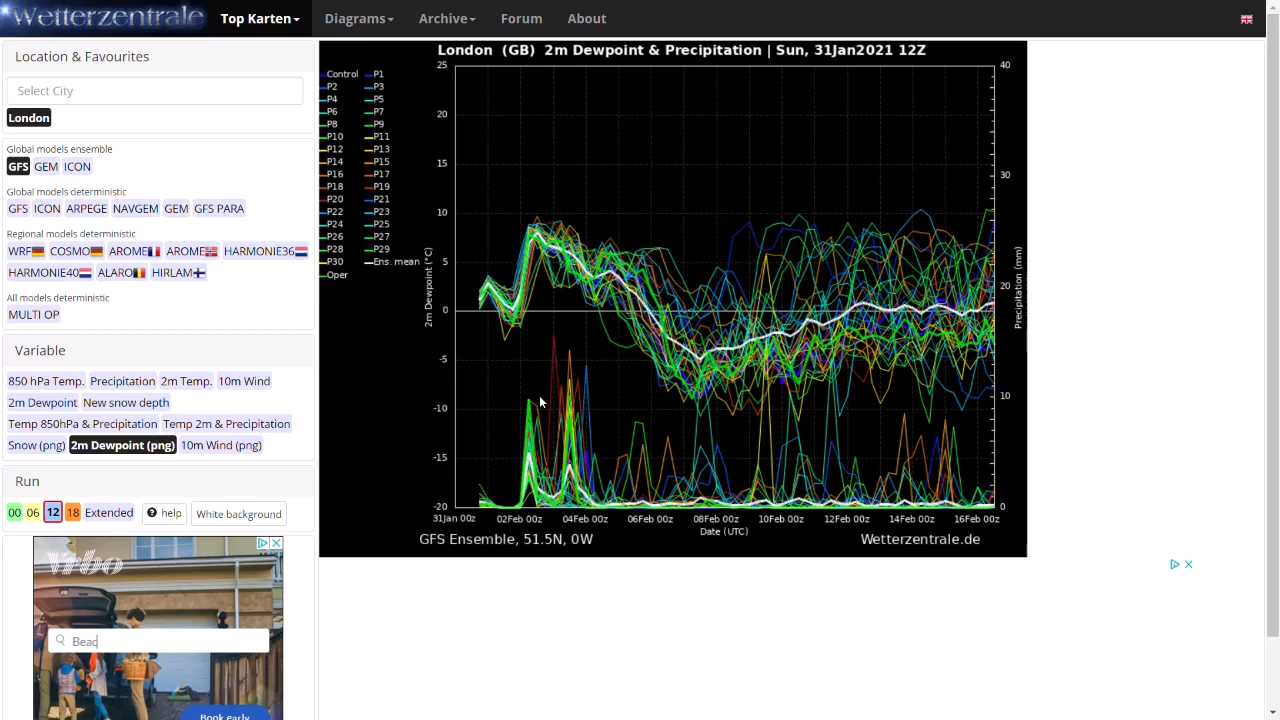 Wetterzentrale
Top Karten
Diagrams
Archive
Forum
About
Location & Favourites
Select City
London
Global models ensemble
GFS GEM ICON
Global models deterministic
GFS ICON ARPEGE NAVGEM GEM GFS PARA
Regional models deterministic
WRF COSMO AROME AROME HARMONIE36
HARMONIE40 ALARO HIRLAM
All models deterministic
MULTI OP
Variable
850 hPa Temp. Precipitation 2m Temp. 10m Wind
2m Dewpoint New snow depth
Temp 850hPa & Precipitation Temp 2m & Precipitation
Snow (png) 2m Dewpoint (png) 10m Wind (png)
Run
00 06 12 18 Extended help White background
Vrbo
Beac
Book early
London (GB) 2m Dewpoint & Precipitation | Sun, 31Jan2021 12Z
Control P1
P2 P3
P4 P5
P6 P7
P8 P9
P10 P11
P12 P13
P14 P15
P16 P17
P18 P19
P20 P21
P22 P23
P24 P25
P26 P27
P28 P29
P30 Ens. mean
Oper
2m Dewpoint (°C)
25
20
15
10
5
0
-5
-10
-15
-20
40
30
20
10
0
Precipitation (mm)
31Jan 00z 02Feb 00z 04Feb 00z 06Feb 00z 08Feb 00z 10Feb 00z 12Feb 00z 14Feb 00z 16Feb 00z
Date (UTC)
GFS Ensemble, 51.5N, 0W
Wetterzentrale.de